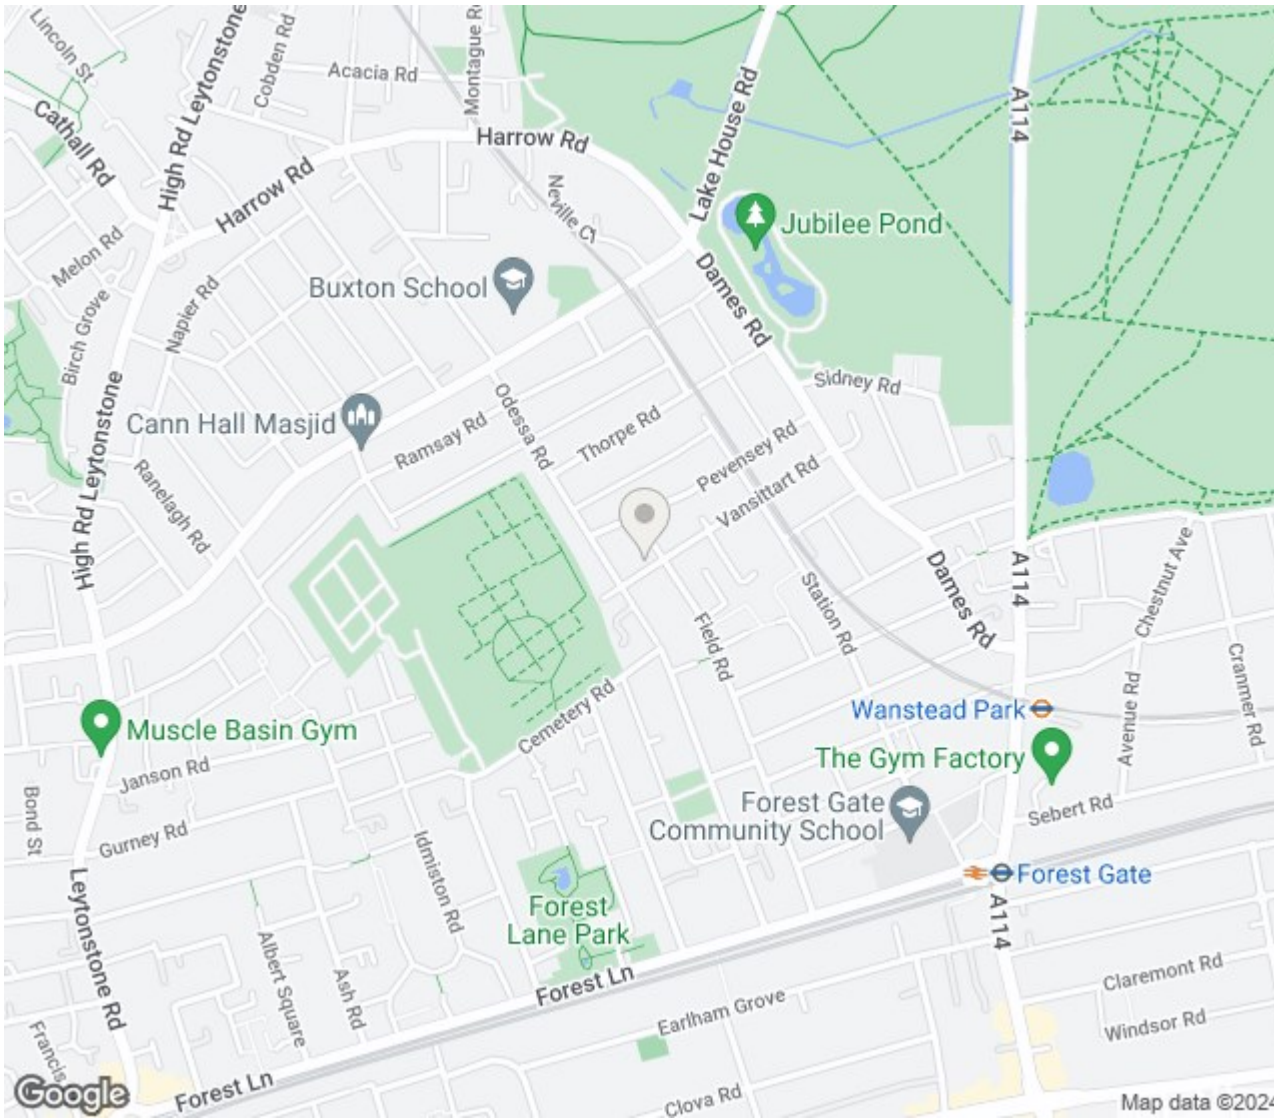 Lincoln St
Cobden Rd
High Rd Leytonstone
Montague R
Acacia Rd
Cathall Rd
Harrow Rd
Harrow Rd
Lake House Rd
A114
Neville Ct
Jubilee Pond
Melon Rd
Buxton School
Dames Rd
Napier Rd
Birch Grove
Sidney Rd
Odessa Rd
Cann Hall Masjid
Ramsay Rd
Thorpe Rd
Pevensey Rd
Vansittart Rd
Ranelagh Rd
High Rd Leytonstone
A114
Chestnut Ave
Dames Rd
Station Rd
Field Rd
Cranmer Rd
Cemetery Rd
Wanstead Park
Avenue Rd
Muscle Basin Gym
The Gym Factory
Janson Rd
Bond St
Forest Gate
Community School
Sebert Rd
Gurney Rd
Idmiston Rd
Forest Gate
Leytonstone Rd
Forest
Lane Park
A114
Albert Square
Ash Rd
Forest Ln
Claremont Rd
Earlham Grove
Windsor Rd
Francis
Forest Ln
Clova Rd
Google
Map data ©2024